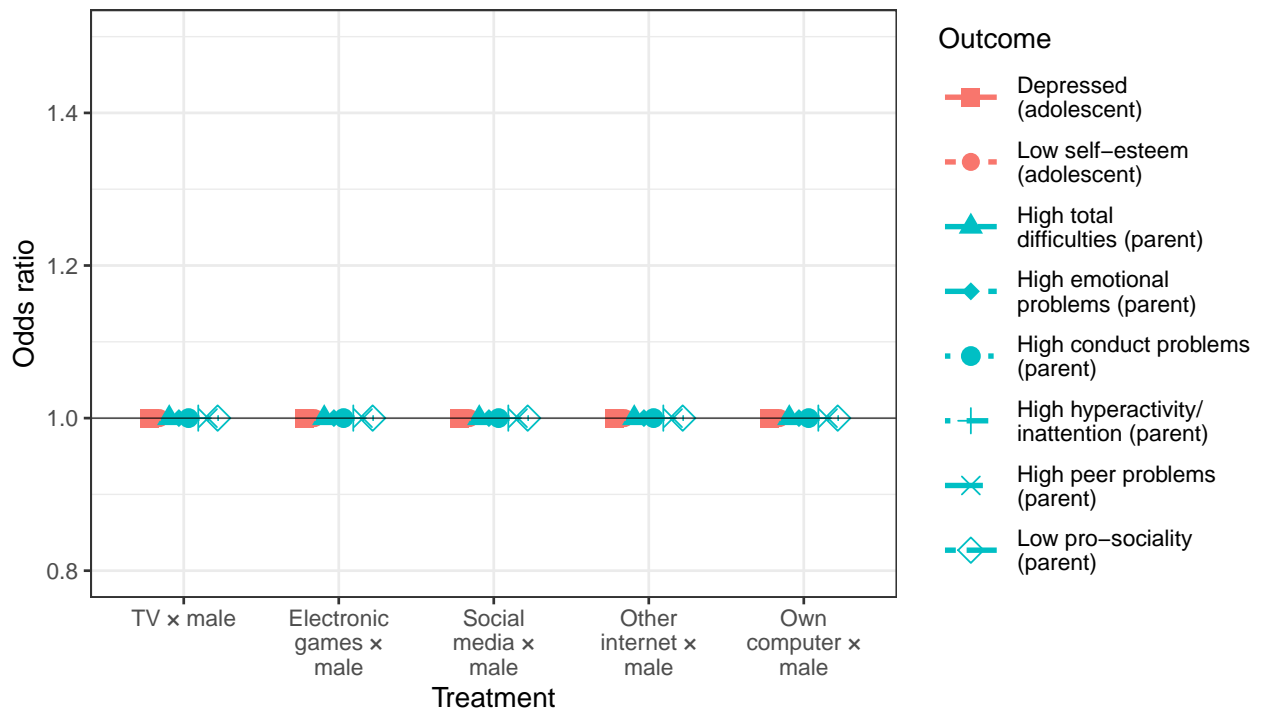 Outcome
Depressed
(adolescent)
Low self−esteem
(adolescent)
High total
difficulties (parent)
High emotional
problems (parent)
High conduct problems
(parent)
High hyperactivity/
inattention (parent)
High peer problems
(parent)
Low pro−sociality
(parent)
Odds ratio
1.4
1.2
1.0
0.8
TV × male
Electronic
games ×
male
Social
media ×
male
Other
internet ×
male
Own
computer ×
male
Treatment